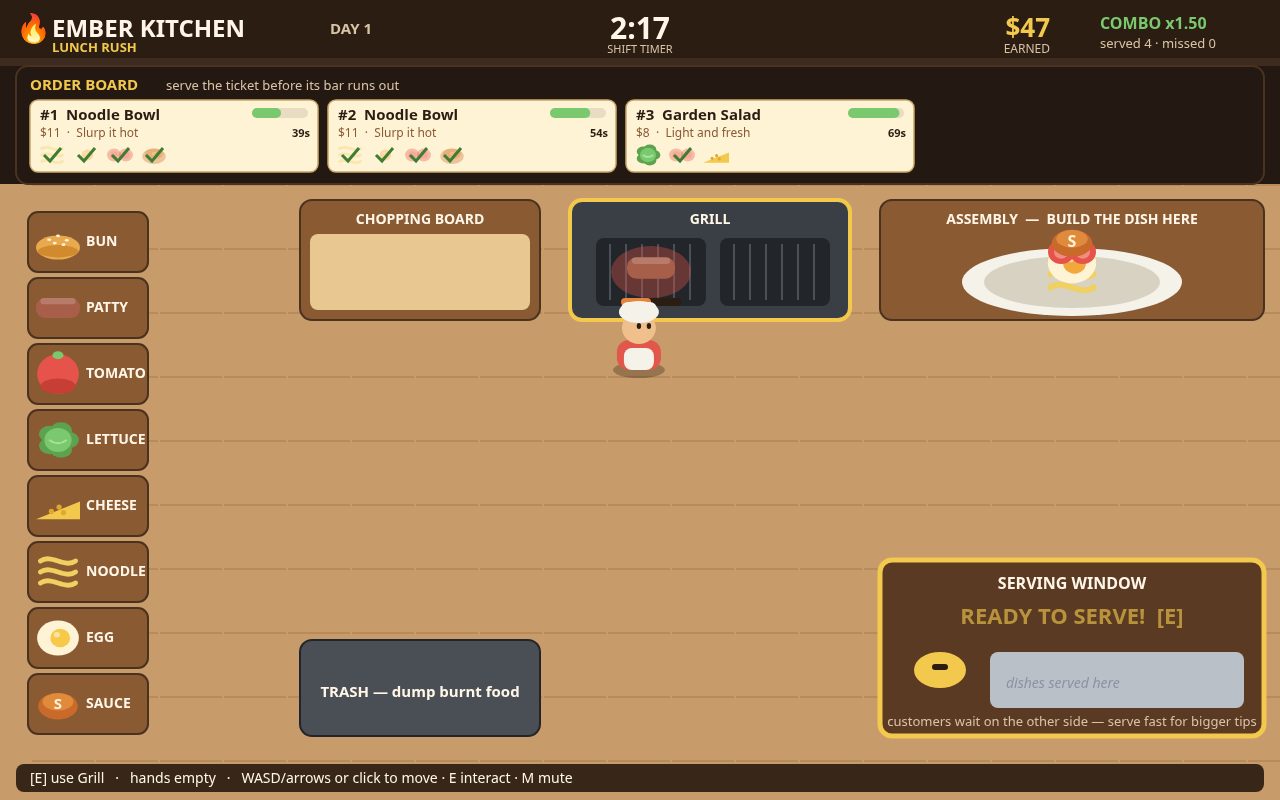 EMBER KITCHEN
LUNCH RUSH
DAY 1
2:17
SHIFT TIMER
$47
EARNED
COMBO x1.50
served 4 · missed 0
ORDER BOARD
serve the ticket before its bar runs out
#1 Noodle Bowl
$11 · Slurp it hot
39s
#2 Noodle Bowl
$11 · Slurp it hot
54s
#3 Garden Salad
$8 · Light and fresh
69s
BUN
PATTY
TOMATO
LETTUCE
CHEESE
NOODLE
EGG
S
SAUCE
CHOPPING BOARD
GRILL
ASSEMBLY — BUILD THE DISH HERE
S
TRASH — dump burnt food
SERVING WINDOW
READY TO SERVE! [E]
dishes served here
customers wait on the other side — serve fast for bigger tips
[E] use Grill · hands empty · WASD/arrows or click to move · E interact · M mute